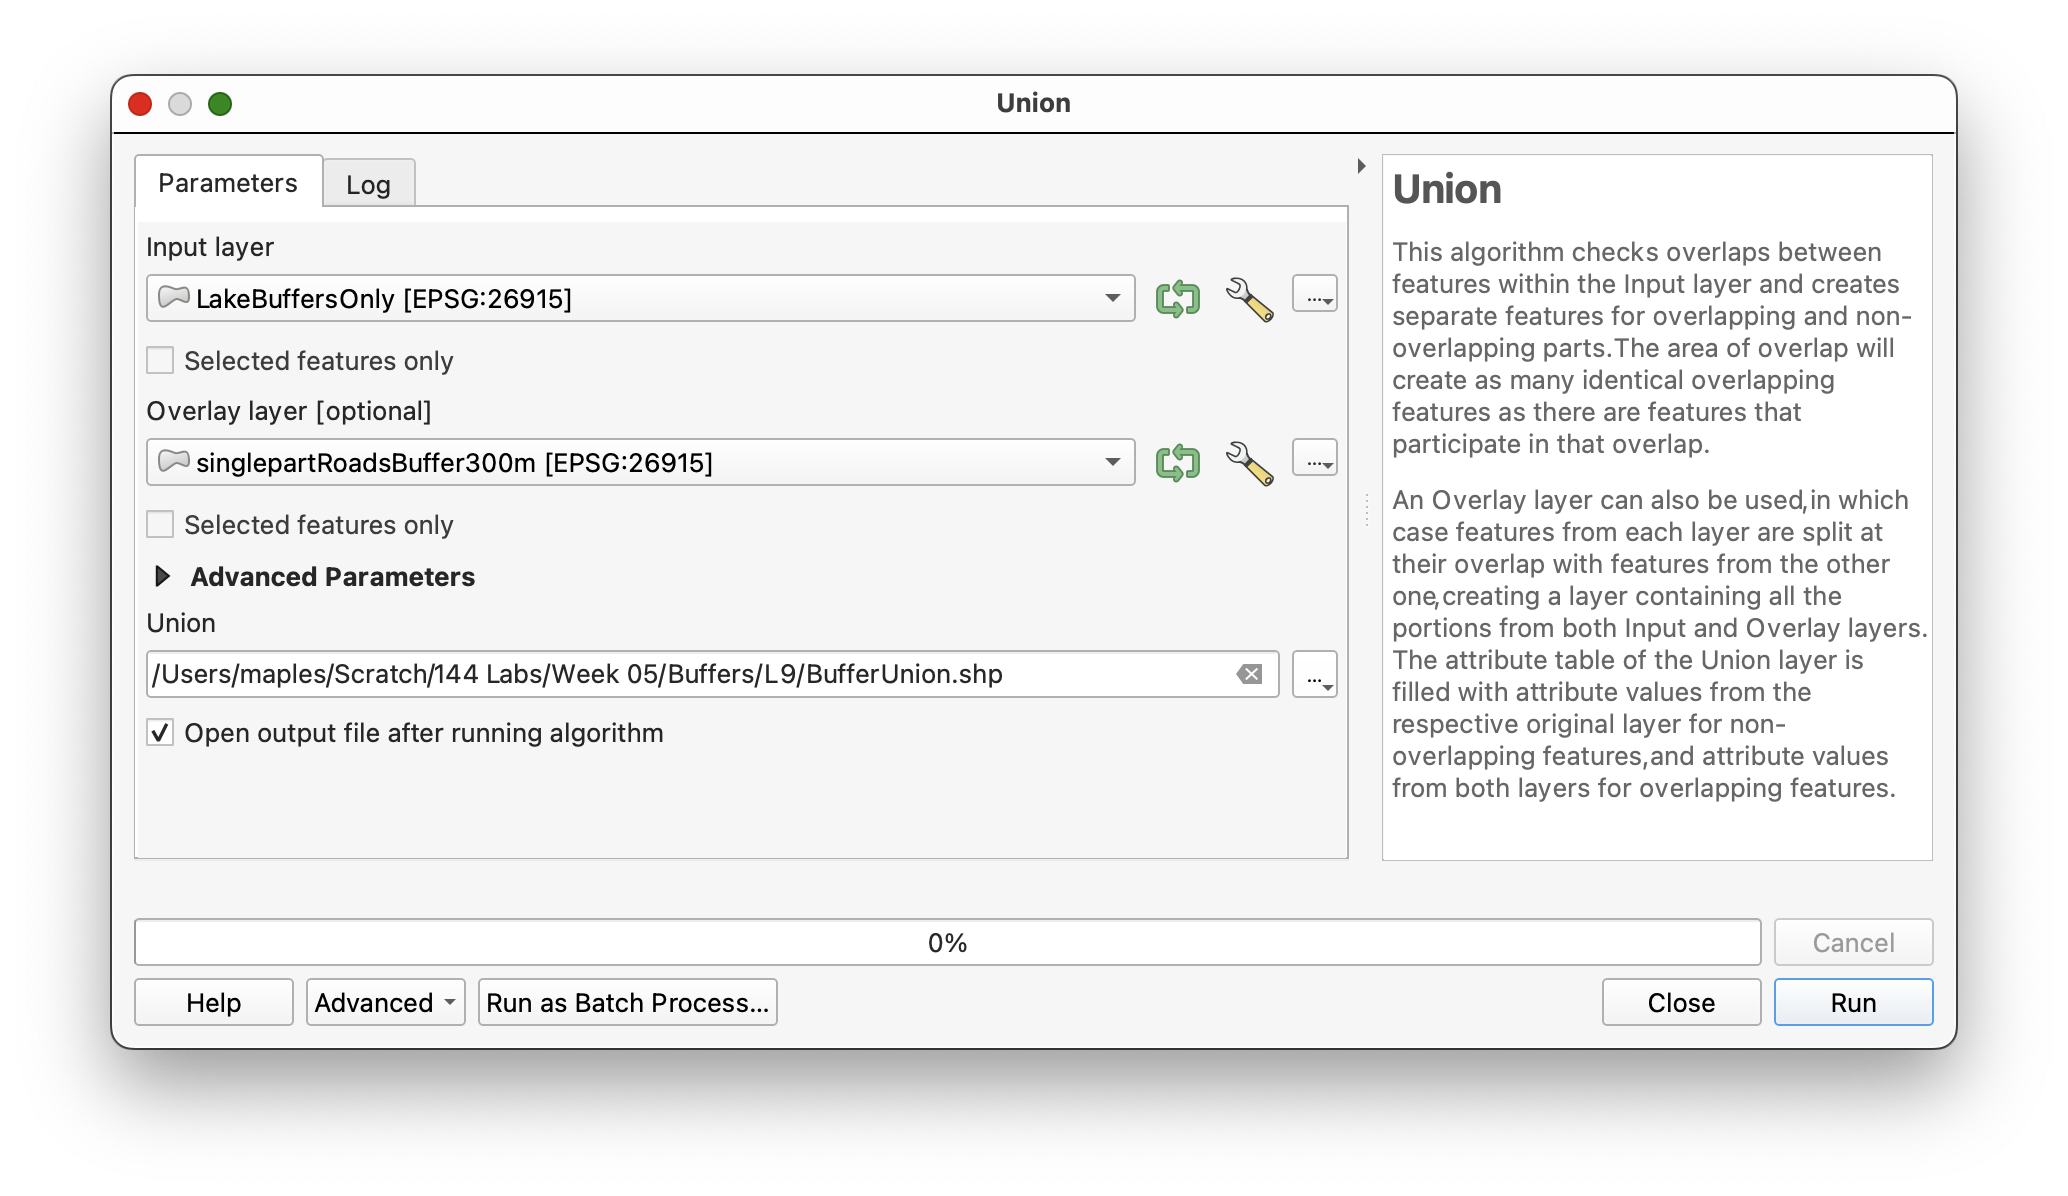 Union
Parameters
Log
Input layer
LakeBuffersOnly [EPSG:26915]
...
Selected features only
Overlay layer [optional]
singlepartRoadsBuffer300m [EPSG:26915]
...
Selected features only
Advanced Parameters
Union
/Users/maples/Scratch/144 Labs/Week 05/Buffers/L9/BufferUnion.shp
...
Open output file after running algorithm
Union
This algorithm checks overlaps between
features within the Input layer and creates
separate features for overlapping and non-
overlapping parts.The area of overlap will
create as many identical overlapping
features as there are features that
participate in that overlap.
An Overlay layer can also be used,in which
case features from each layer are split at
their overlap with features from the other
one,creating a layer containing all the
portions from both Input and Overlay layers.
The attribute table of the Union layer is
filled with attribute values from the
respective original layer for non-
overlapping features,and attribute values
from both layers for overlapping features.
0%
Cancel
Help
Advanced
Run as Batch Process...
Close
Run